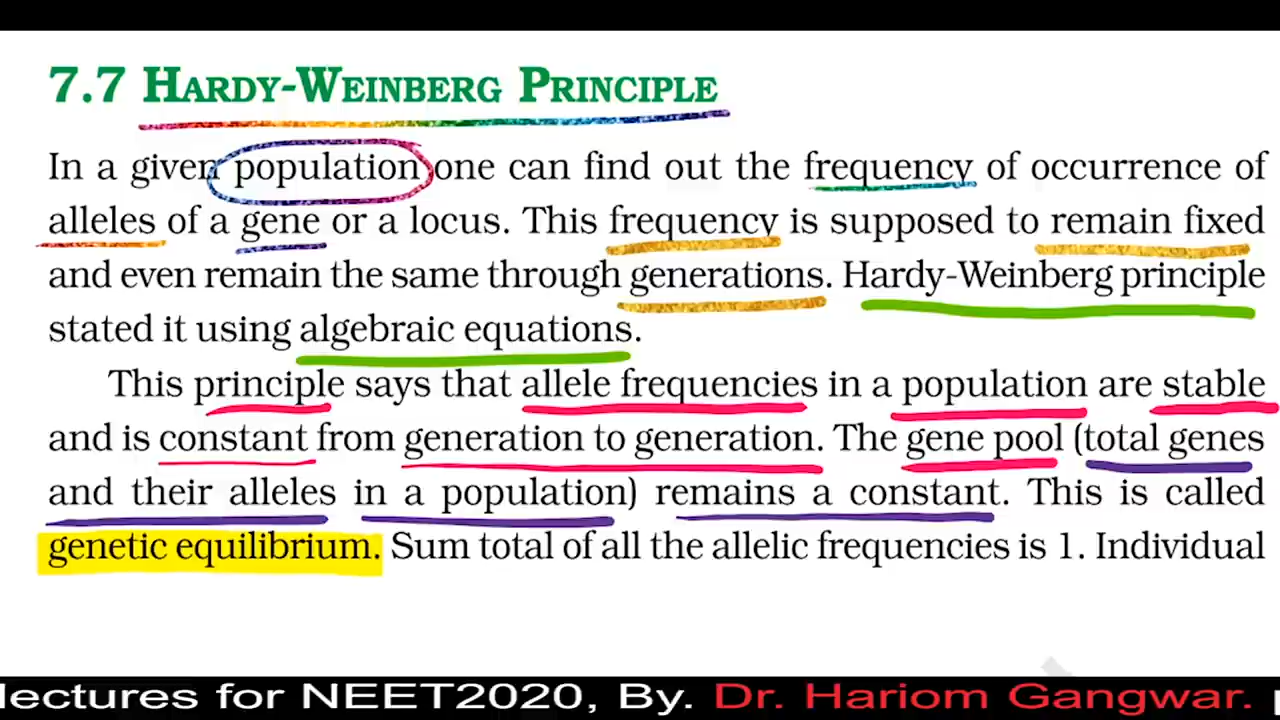 7.7 HARDY-WEINBERG PRINCIPLE
In a given population one can find out the frequency of occurrence of
alleles of a gene or a locus. This frequency is supposed to remain fixed
and even remain the same through generations. Hardy-Weinberg principle
stated it using algebraic equations.
This principle says that allele frequencies in a population are stable
and is constant from generation to generation. The gene pool (total genes
and their alleles in a population) remains a constant. This is called
genetic equilibrium. Sum total of all the allelic frequencies is 1. Individual
lectures for NEET2020, By. Dr. Hariom Gangwar.